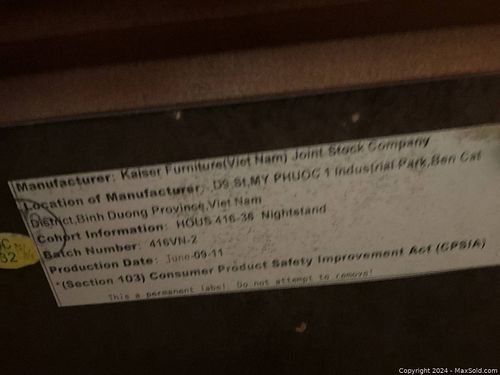 Manufacturer: Kaiser Furniture(Viet Nam) Joint Stock Company
Location of Manufacturer: D9 St,MY PHUOC 1 Industrial Park,Ben Cat
District,Binh Duong Province,Viet Nam
Cohort Information: HOUS 416-36 Nightstand
Batch Number: 416VN-2
Production Date: June-09-11
*(Section 103) Consumer Product Safety Improvement Act (CPSIA)
This a permanent label. Do not attempt to remove!
32
Copyright 2024 - MaxSold.com